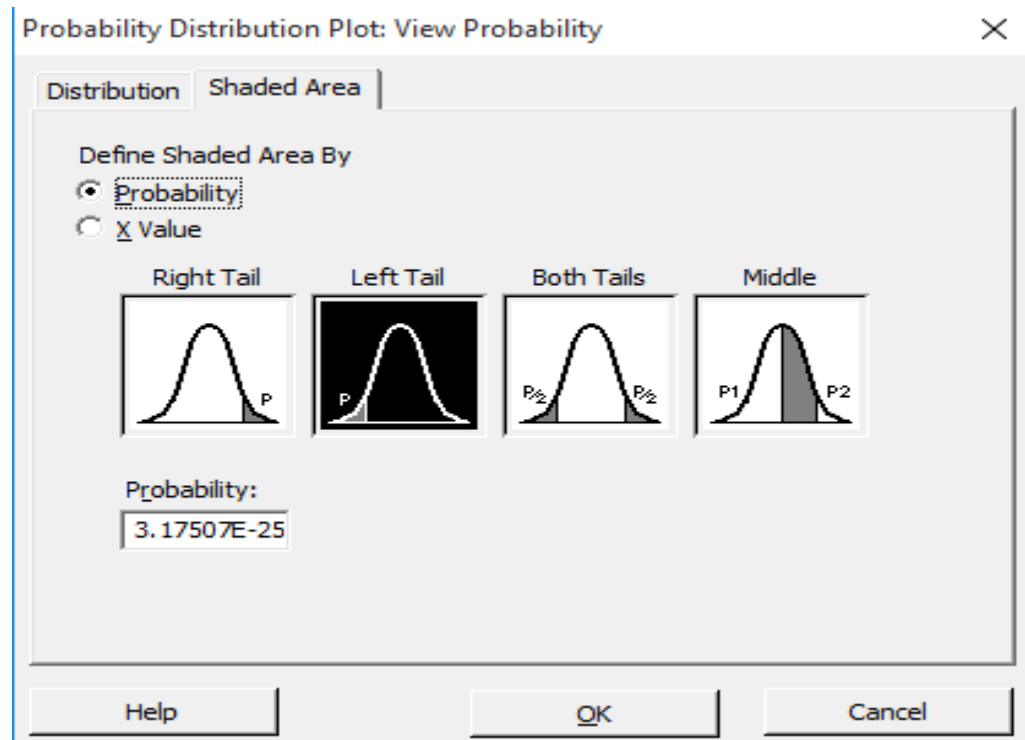 Probability Distribution Plot: View Probability
Distribution Shaded Area
Define Shaded Area By
Probability
X Value
Right Tail Left Tail Both Tails Middle
P P P/2 P/2 P1 P2
Probability:
3.17507E-25
Help OK Cancel